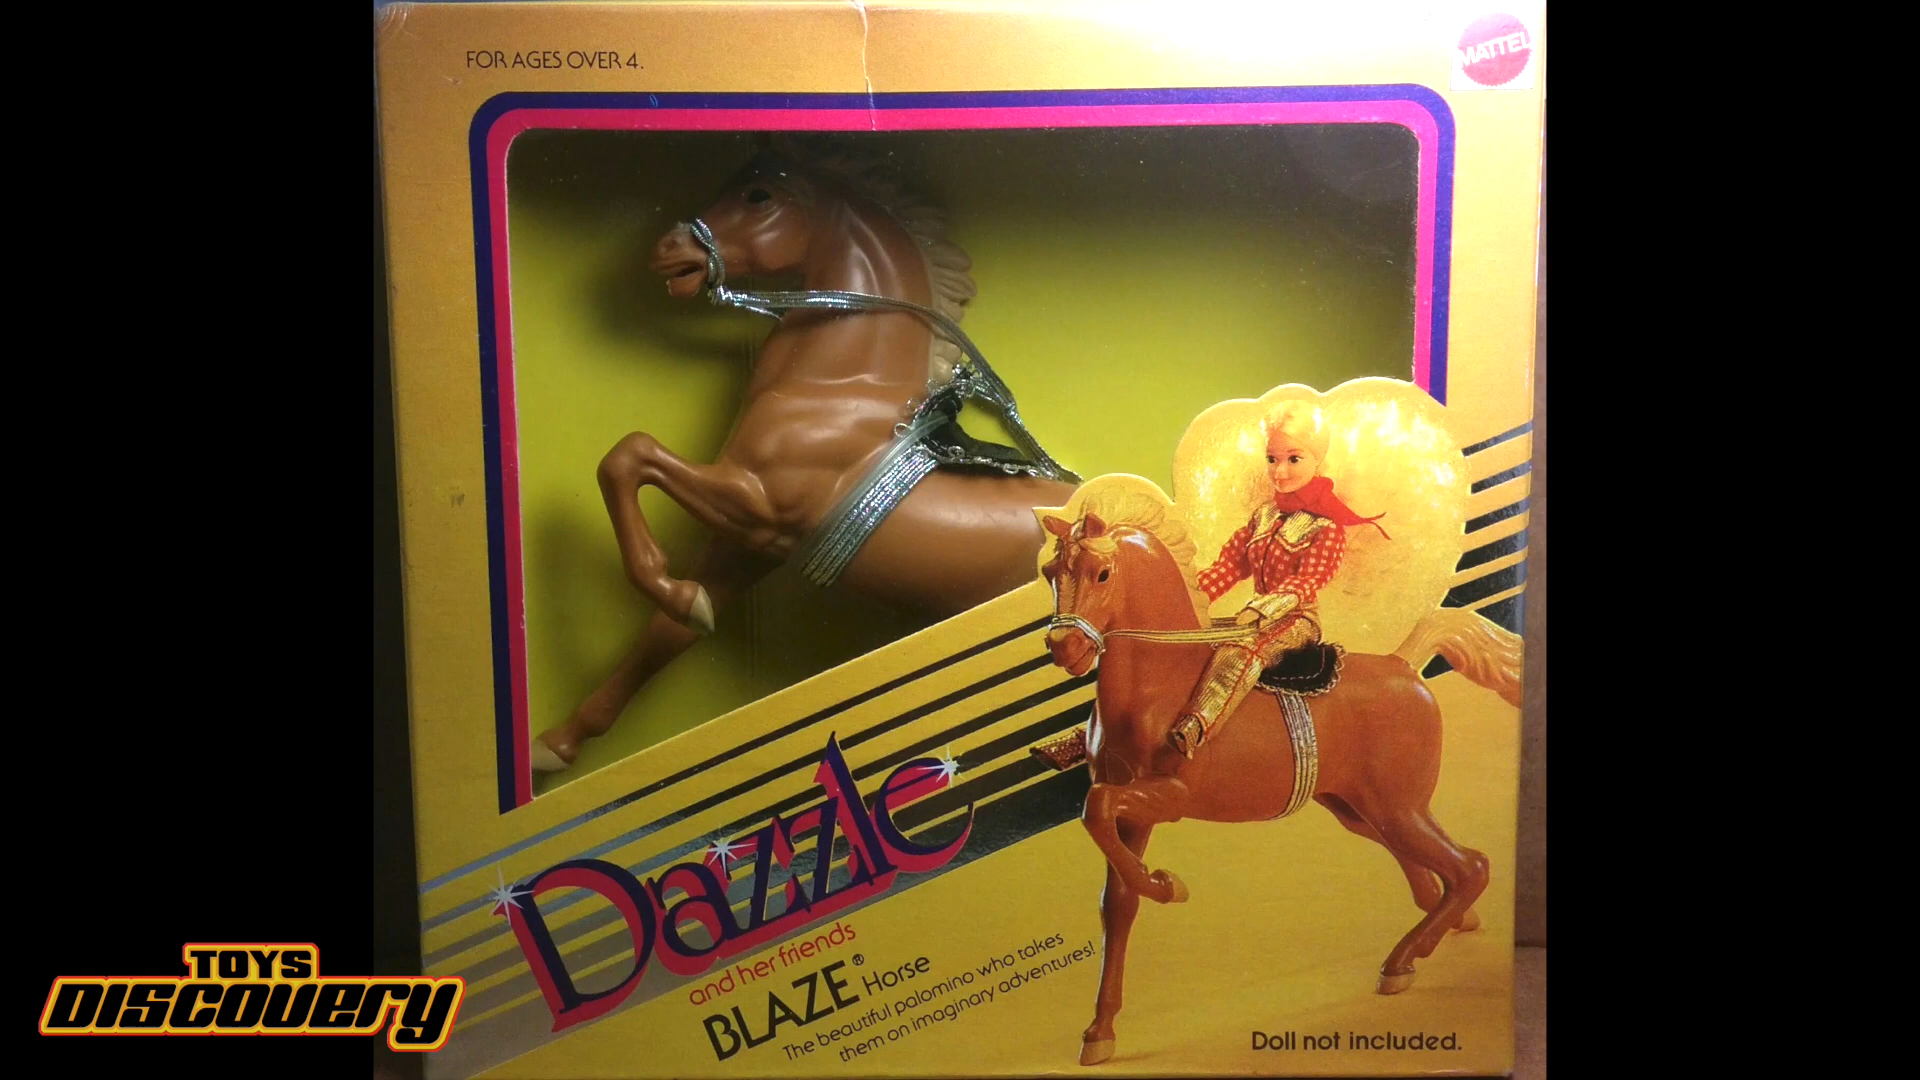 FOR AGES OVER 4.
MATTEL
Dazzle
and her friends
BLAZE® Horse
The beautiful palomino who takes
them on imaginary adventures!
Doll not included.
TOYS
DISCOVERY